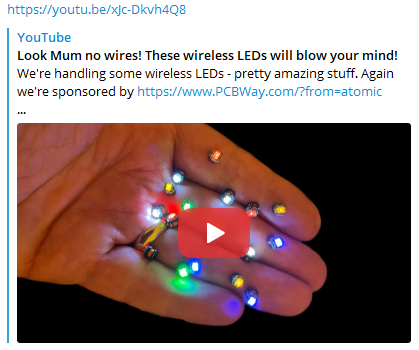 https://youtu.be/xJc-Dkvh4Q8
YouTube
Look Mum no wires! These wireless LEDs will blow your mind!
We're handling some wireless LEDs - pretty amazing stuff. Again
we're sponsored by https://www.PCBWay.com/?from=atomic
...